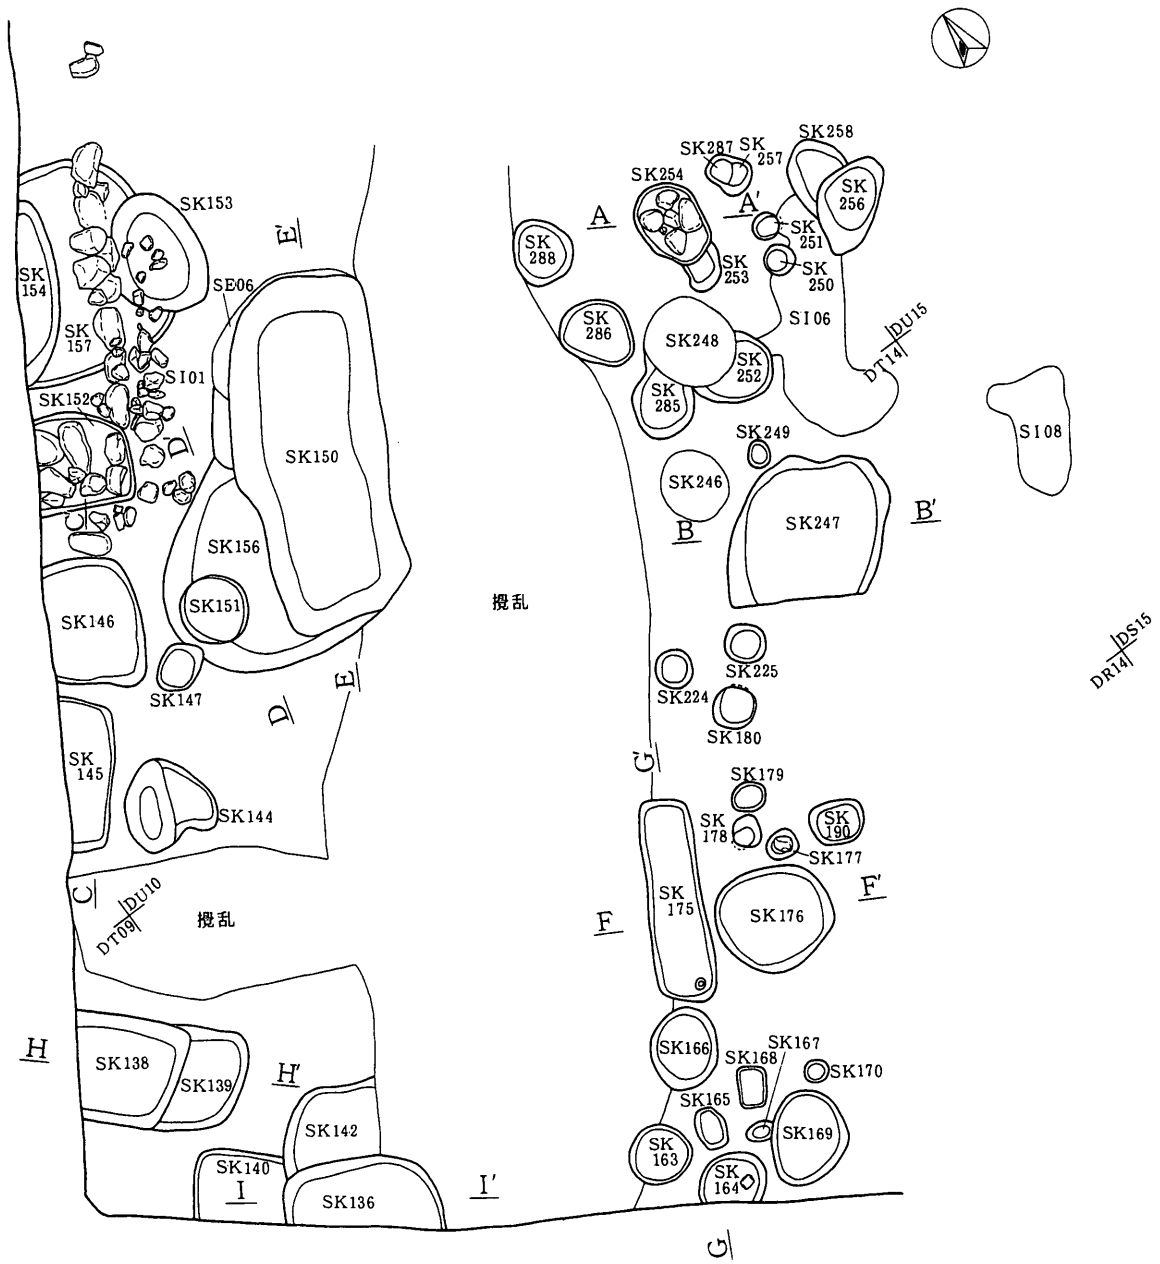 SK258
SK287 SK
257
SK254
SK153
A
A'
SK
256
SK
251
E'
SK
288
SK
154
SK
253
SK
250
SE06
SI06
SK
286
SK
157
SK248
DU15
DT14
SK
252
SI01
SK152
SK
285
SI08
D'
SK249
SK150
SK246
C'
B
SK247
B'
SK156
攪乱
SK151
SK146
DS15
DR14
SK147
E
SK224
SK225
D
SK180
G'
SK
145
SK179
SK144
SK
178
SK
190
SK177
C
DU10
DT09
攪乱
F
SK
175
SK176
F'
H
SK138
SK139
H'
SK166
SK168
SK167
SK170
SK165
SK142
SK169
SK
163
SK140
I
SK136
I'
SK
164
G